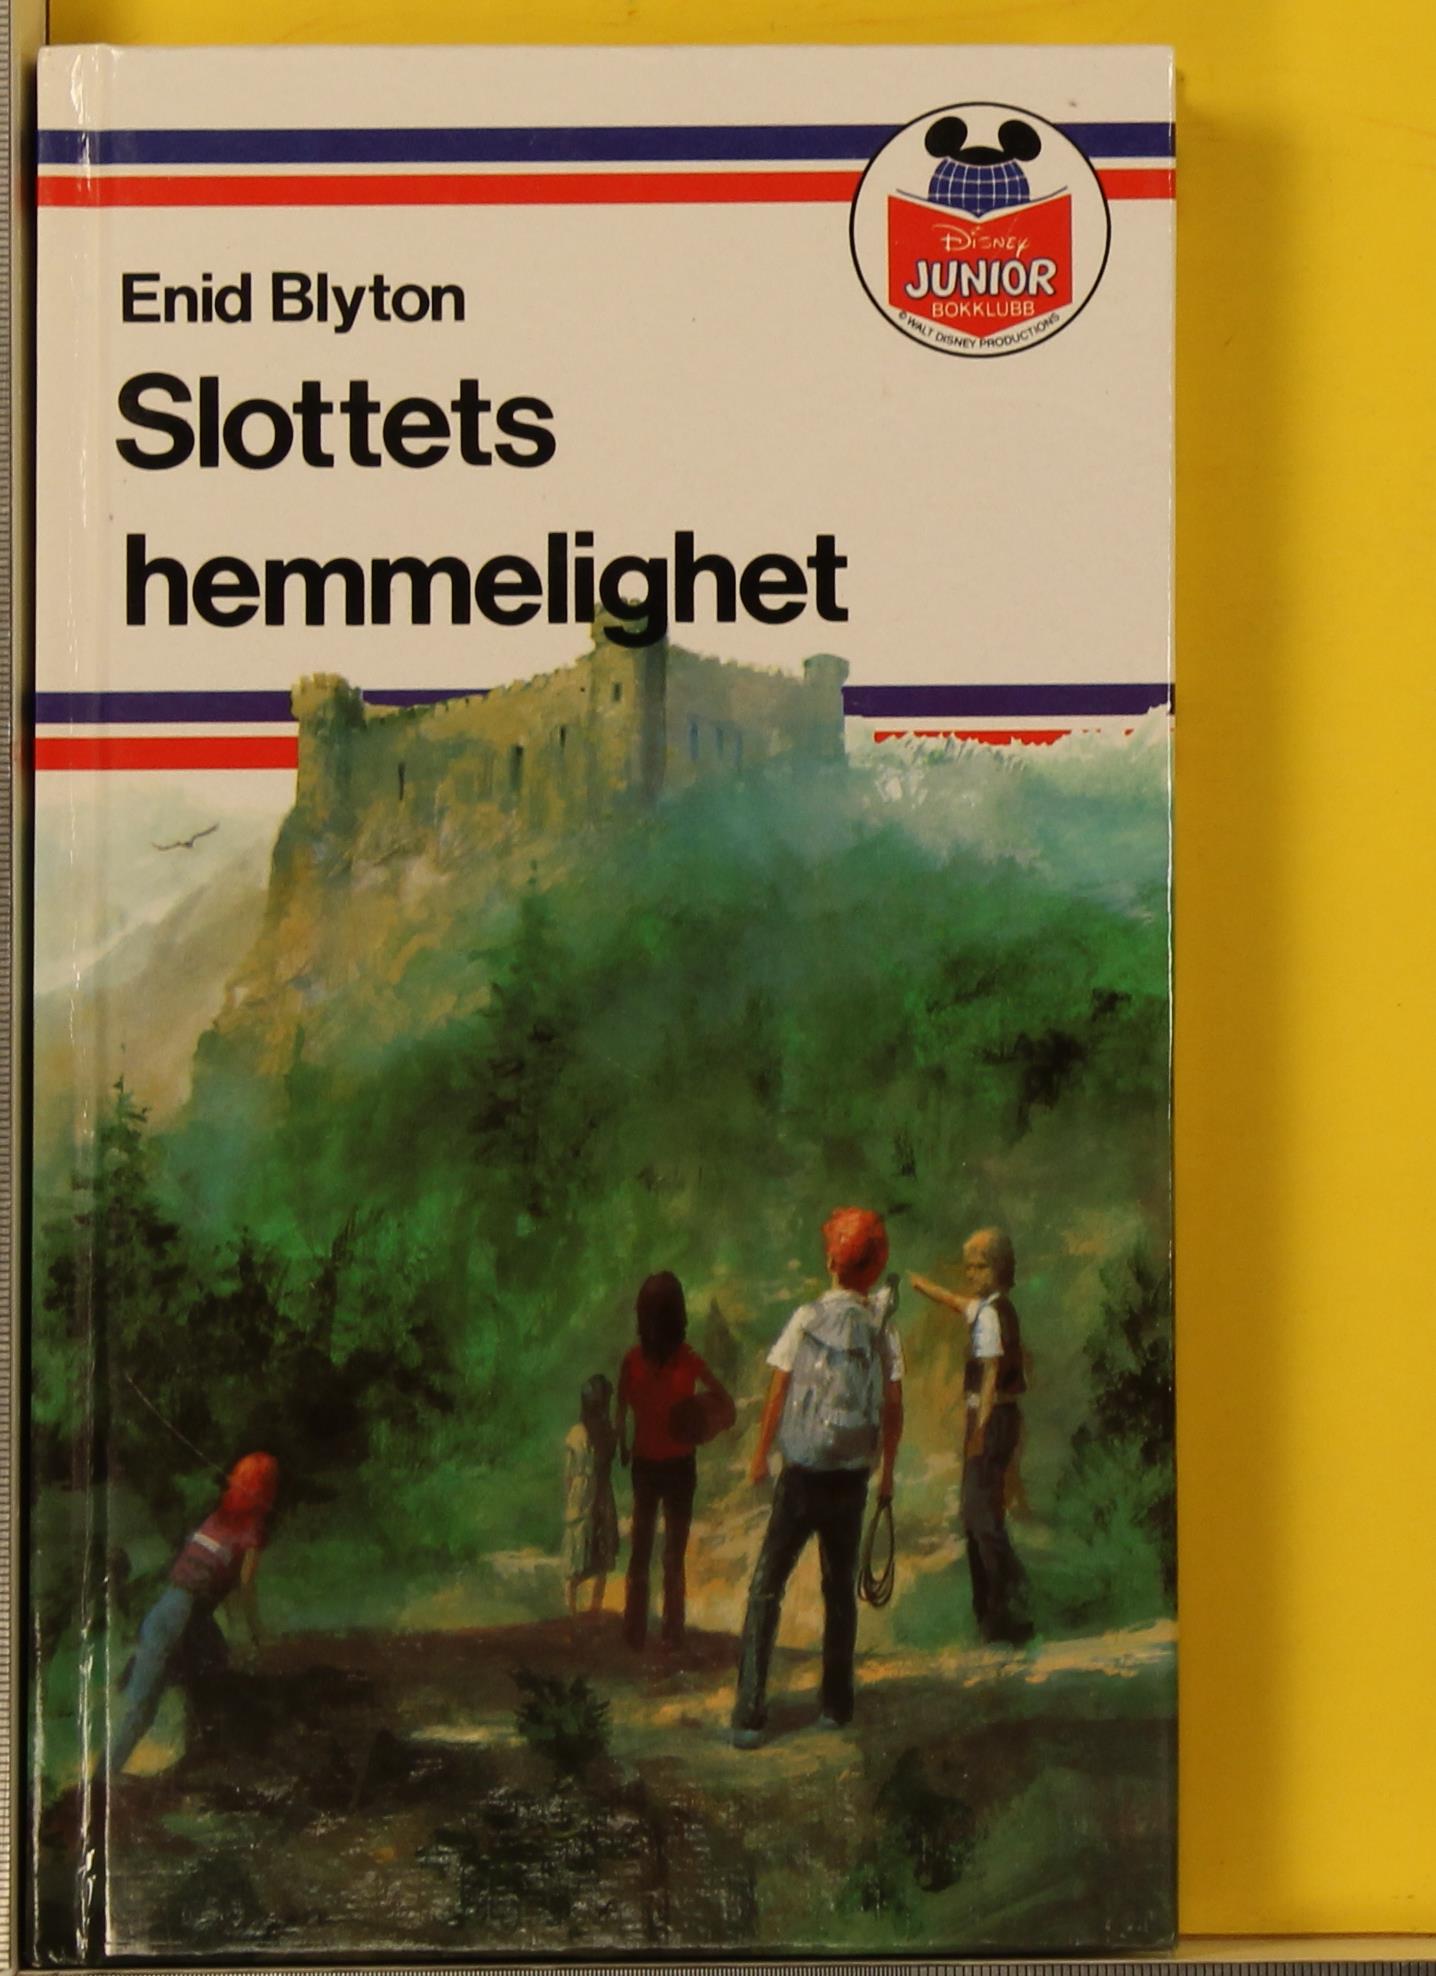 Enid Blyton
Slottets
hemmelighet
Disney
JUNIOR
BOKKLUBB
© WALT DISNEY PRODUCTIONS